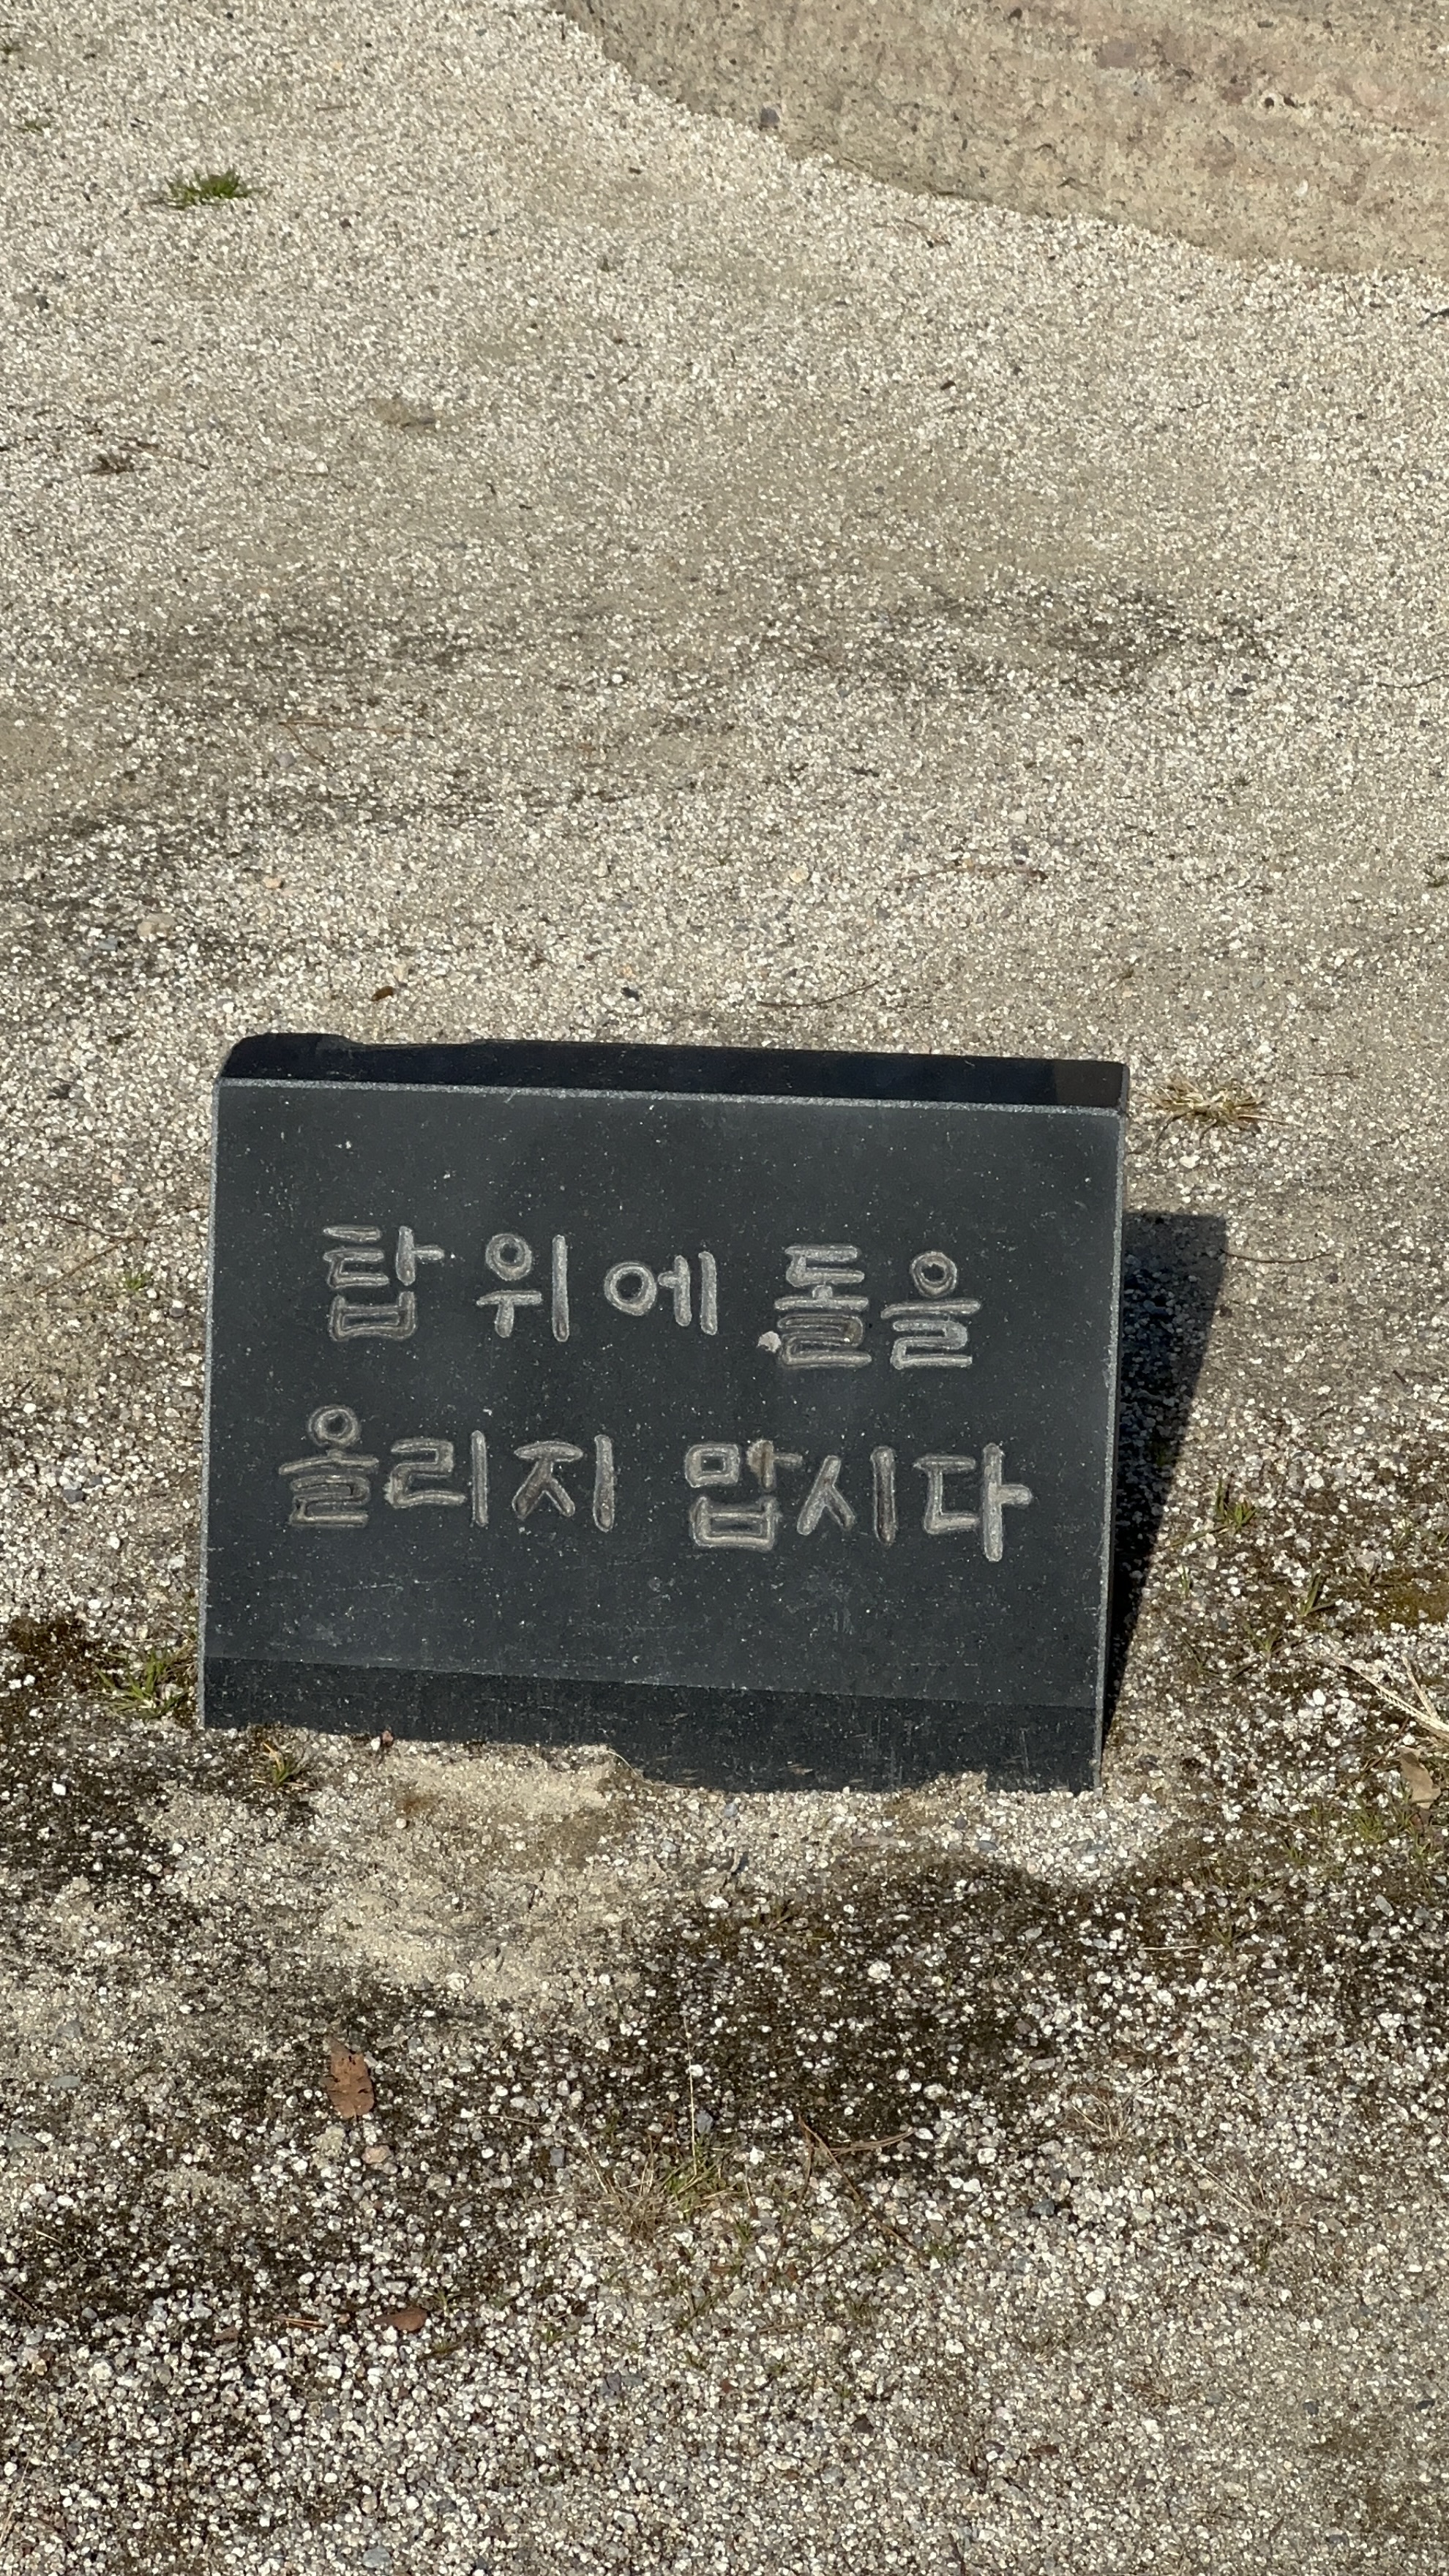 탑 위에 돌을
올리지 맙시다